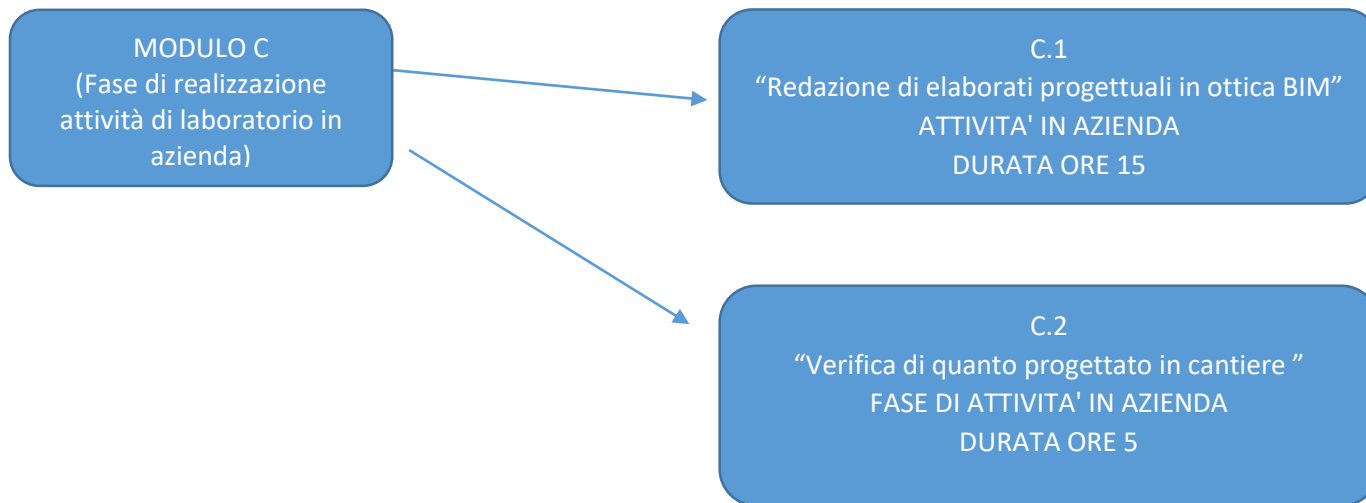 MODULO C
(Fase di realizzazione
attività di laboratorio in
azienda)
C.1
“Redazione di elaborati progettuali in ottica BIM”
ATTIVITA' IN AZIENDA
DURATA ORE 15
C.2
“Verifica di quanto progettato in cantiere ”
FASE DI ATTIVITA' IN AZIENDA
DURATA ORE 5